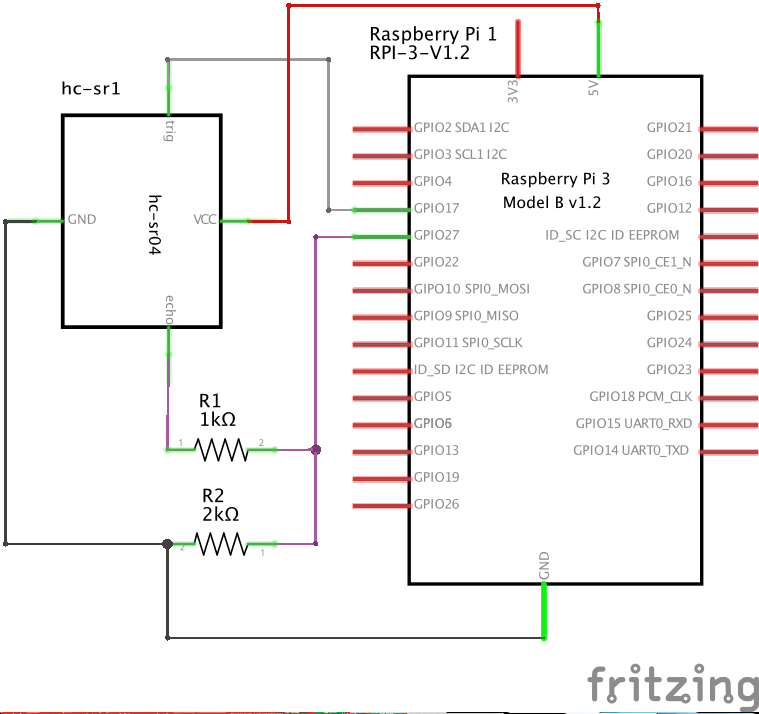 Raspberry Pi 1
RPI-3-V1.2
hc-sr1
3V3
5V
trig
GND
hc-sr04
VCC
echo
GPIO2 SDA1 I2C
GPIO3 SCL1 I2C
GPIO4
GPIO17
GPIO27
GPIO22
GIPO10 SPI0_MOSI
GPIO9 SPI0_MISO
GPIO11 SPI0_SCLK
ID_SD I2C ID EEPROM
GPIO5
GPIO6
GPIO13
GPIO19
GPIO26
Raspberry Pi 3
Model B v1.2
GPIO21
GPIO20
GPIO16
GPIO12
ID_SC I2C ID EEPROM
GPIO7 SPI0_CE1_N
GPIO8 SPI0_CE0_N
GPIO25
GPIO24
GPIO23
GPIO18 PCM_CLK
GPIO15 UART0_RXD
GPIO14 UART0_TXD
GND
R1
1kΩ
1 2
R2
2kΩ
2 1
fritzing